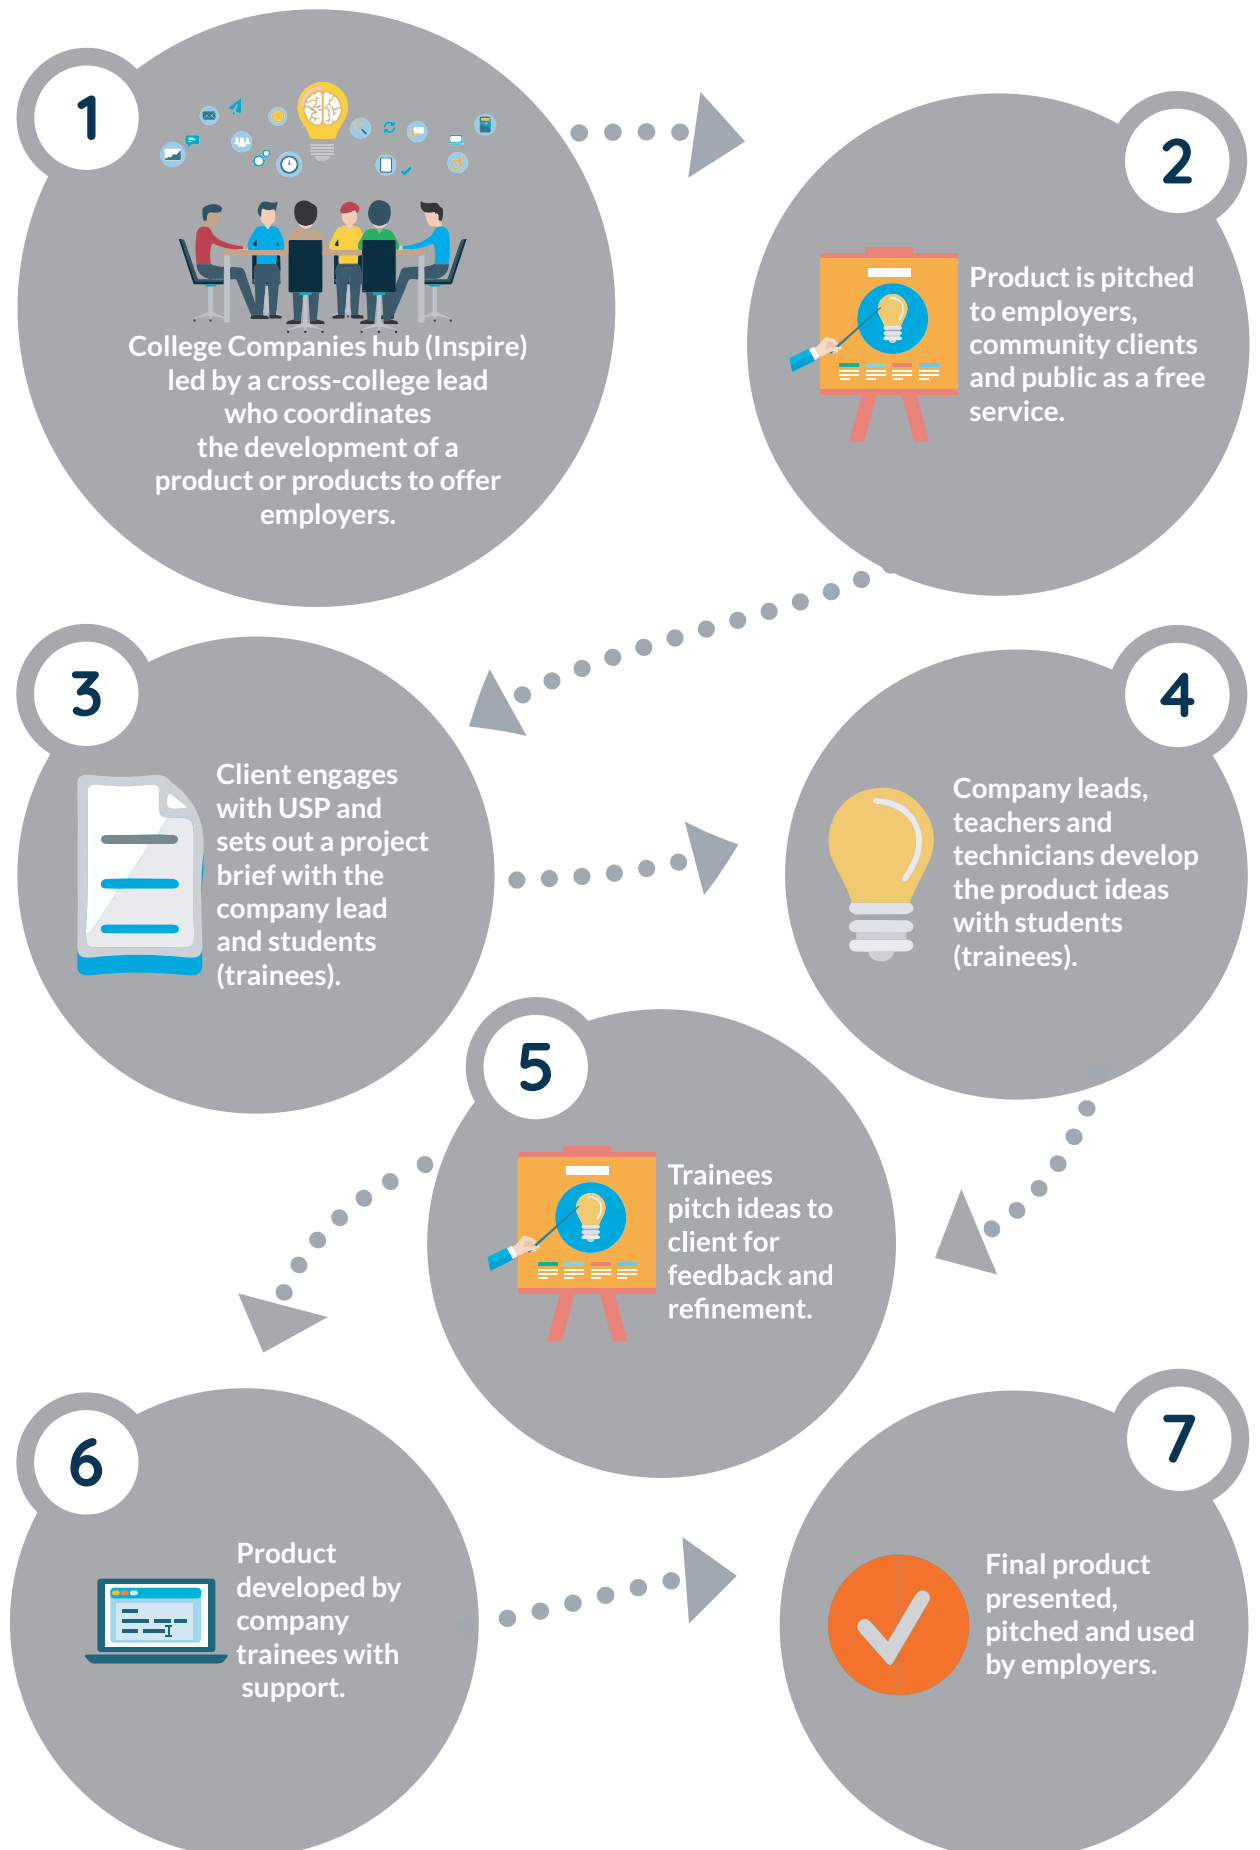 1
College Companies hub (Inspire)
led by a cross-college lead
who coordinates
the development of a
product or products to offer
employers.
2
Product is pitched
to employers,
community clients
and public as a free
service.
3
Client engages
with USP and
sets out a project
brief with the
company lead
and students
(trainees).
4
Company leads,
teachers and
technicians develop
the product ideas
with students
(trainees).
5
Trainees
pitch ideas to
client for
feedback and
refinement.
6
Product
developed by
company
trainees with
support.
7
Final product
presented,
pitched and used
by employers.